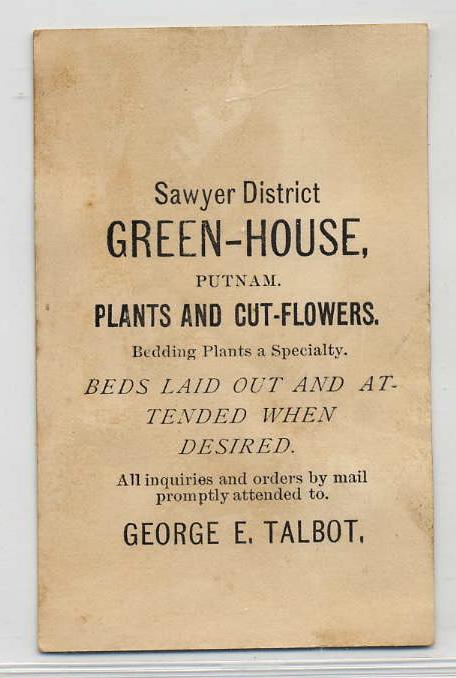 Sawyer District
GREEN-HOUSE,
PUTNAM.
PLANTS AND CUT-FLOWERS.
Bedding Plants a Specialty.
BEDS LAID OUT AND AT-
TENDED WHEN
DESIRED.
All inquiries and orders by mail
promptly attended to.
GEORGE E. TALBOT.